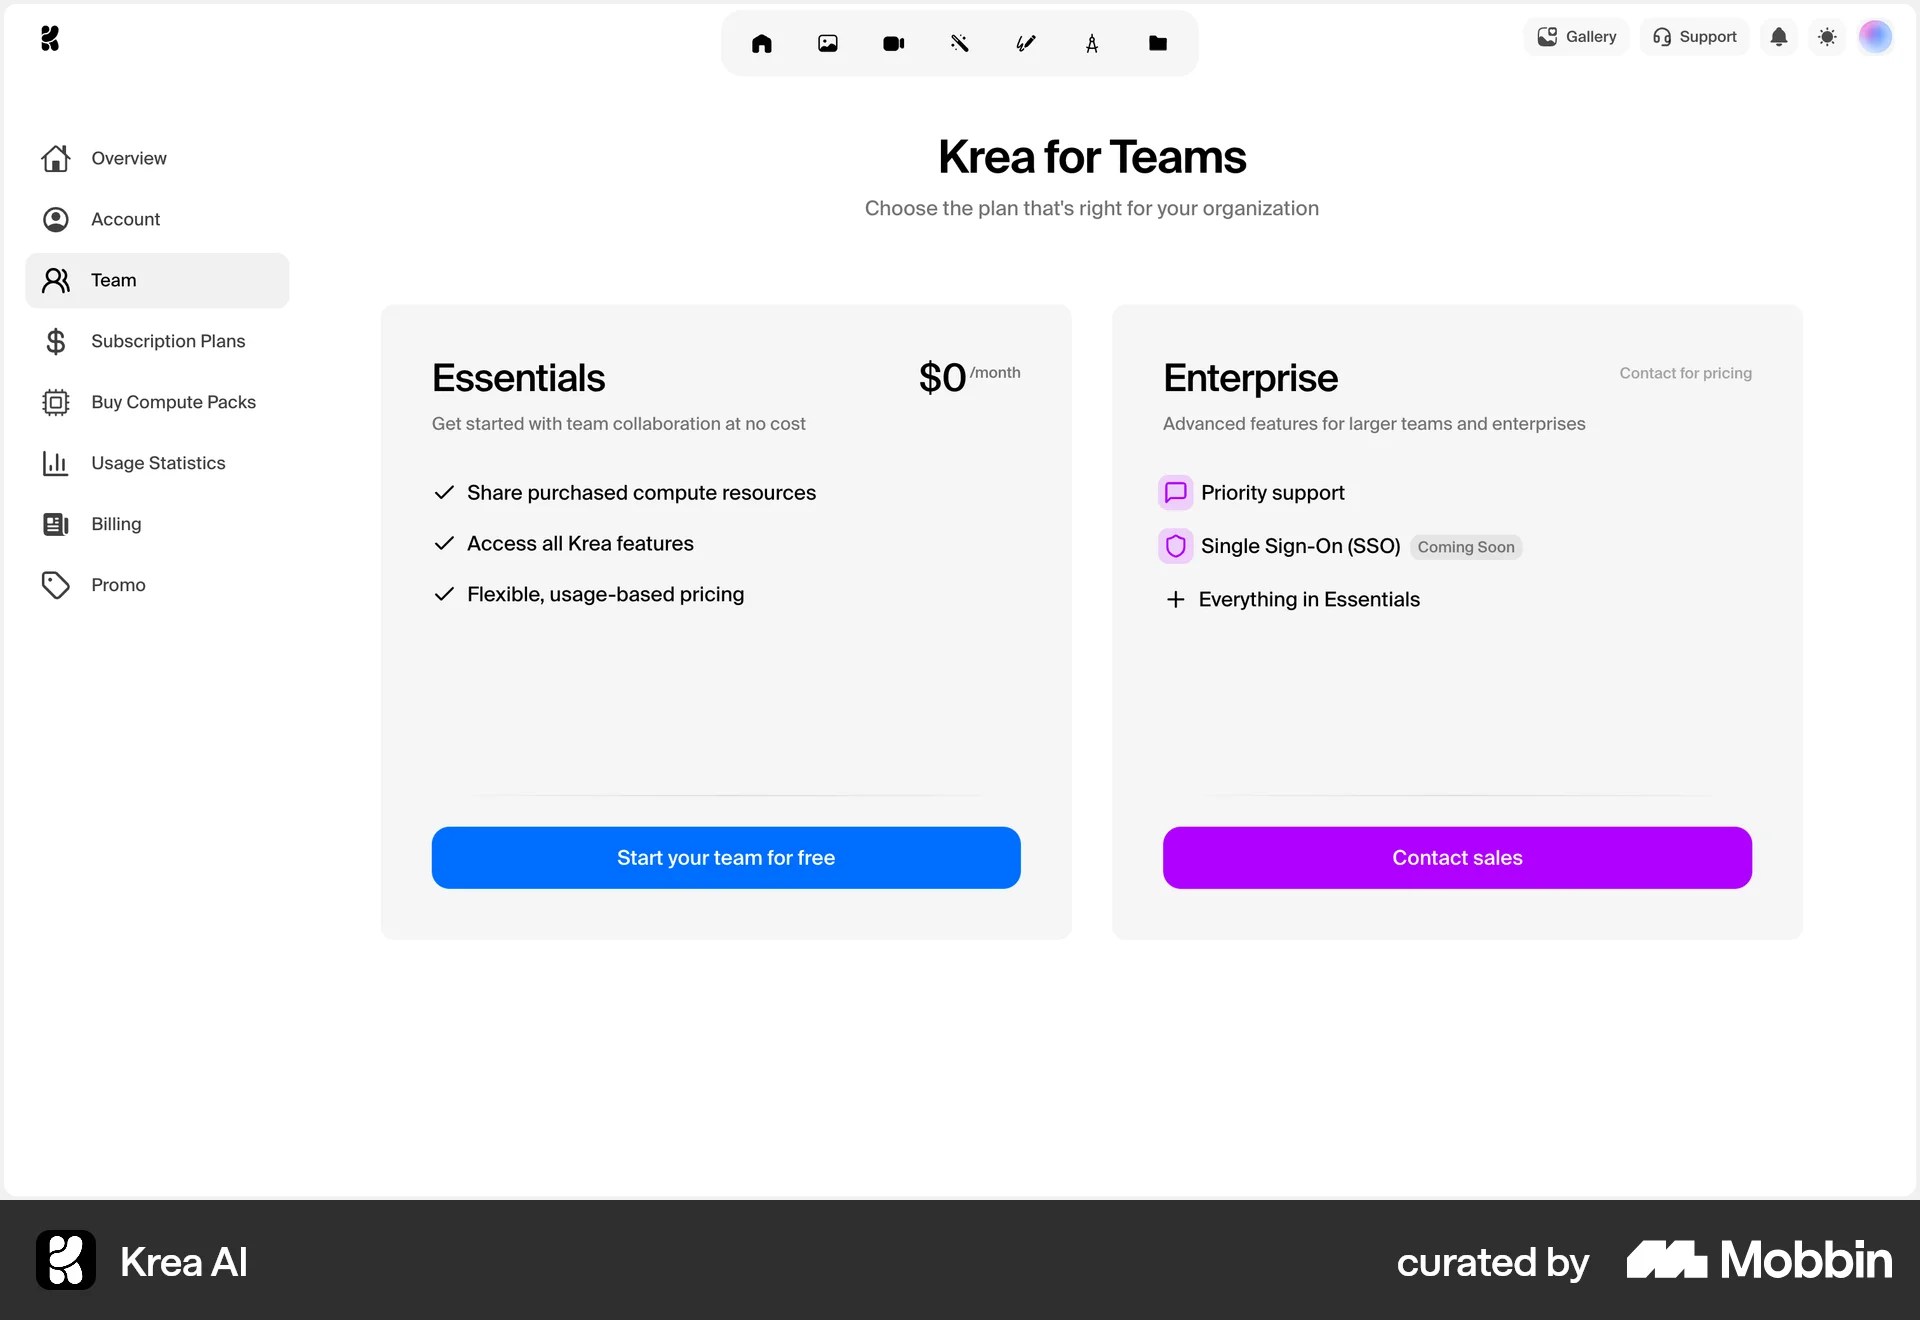 Gallery
Support
Overview
Account
Team
Subscription Plans
Buy Compute Packs
Usage Statistics
Billing
Promo
Krea for Teams
Choose the plan that's right for your organization
Essentials
$0 /month
Get started with team collaboration at no cost
Share purchased compute resources
Access all Krea features
Flexible, usage-based pricing
Start your team for free
Enterprise
Contact for pricing
Advanced features for larger teams and enterprises
Priority support
Single Sign-On (SSO) Coming Soon
Everything in Essentials
Contact sales
Krea AI
curated by Mobbin